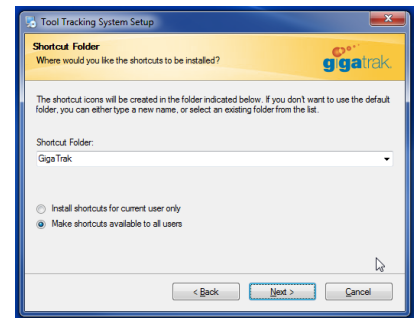 Tool Tracking System Setup
Shortcut Folder
Where would you like the shortcuts to be installed?
gigatrak.
The shortcut icons will be created in the folder indicated below. If you don't want to use the default
folder, you can either type a new name, or select an existing folder from the list.
Shortcut Folder:
GigaTrak
Install shortcuts for current user only
Make shortcuts available to all users
< Back
Next >
Cancel